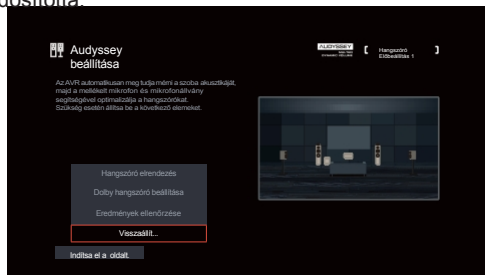 dosította.
Audyssey
beállítása
AUDYSSEY
Hangszóró
Előbeállítás 1
Az AVR automatikusan meg tudja mérni a szoba akusztikáját,
majd a mellékelt mikrofon és mikrofonállvány
segítségével optimalizálja a hangszórókat.
Szükség esetén állítsa be a következő elemeket.
Hangszóró elrendezés
Dolby hangszóró beállítása
Eredmények ellenőrzése
Visszaállít...
Indítsa el a oldalt.